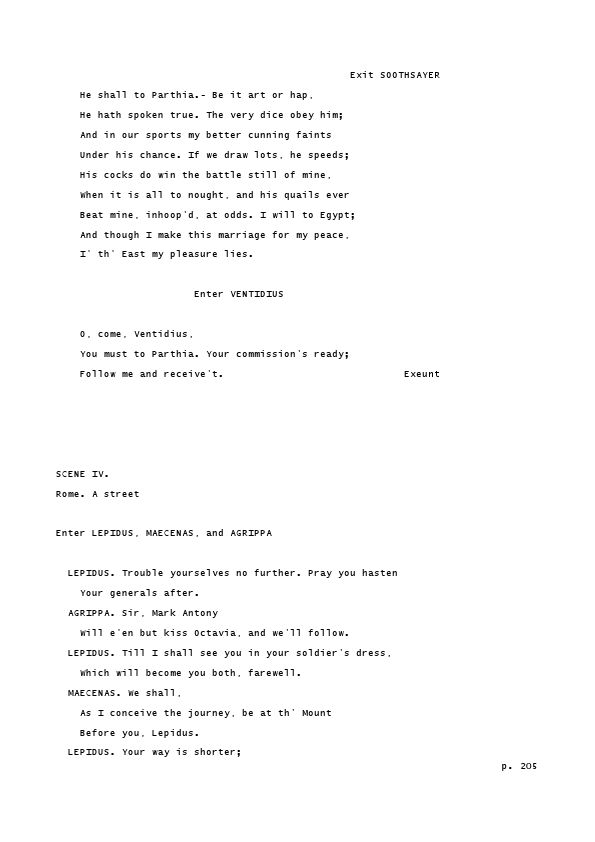 Exit SOOTHSAYER
He shall to Parthia.- Be it art or hap,
He hath spoken true. The very dice obey him;
And in our sports my better cunning faints
Under his chance. If we draw lots, he speeds;
His cocks do win the battle still of mine,
When it is all to nought, and his quails ever
Beat mine, inhoop'd, at odds. I will to Egypt;
And though I make this marriage for my peace,
I' th' East my pleasure lies.
Enter VENTIDIUS
O, come, Ventidius,
You must to Parthia. Your commission's ready;
Follow me and receive't. Exeunt
SCENE IV.
Rome. A street
Enter LEPIDUS, MAECENAS, and AGRIPPA
LEPIDUS. Trouble yourselves no further. Pray you hasten
Your generals after.
AGRIPPA. Sir, Mark Antony
Will e'en but kiss Octavia, and we'll follow.
LEPIDUS. Till I shall see you in your soldier's dress,
Which will become you both, farewell.
MAECENAS. We shall,
As I conceive the journey, be at th' Mount
Before you, Lepidus.
LEPIDUS. Your way is shorter;
p. 205